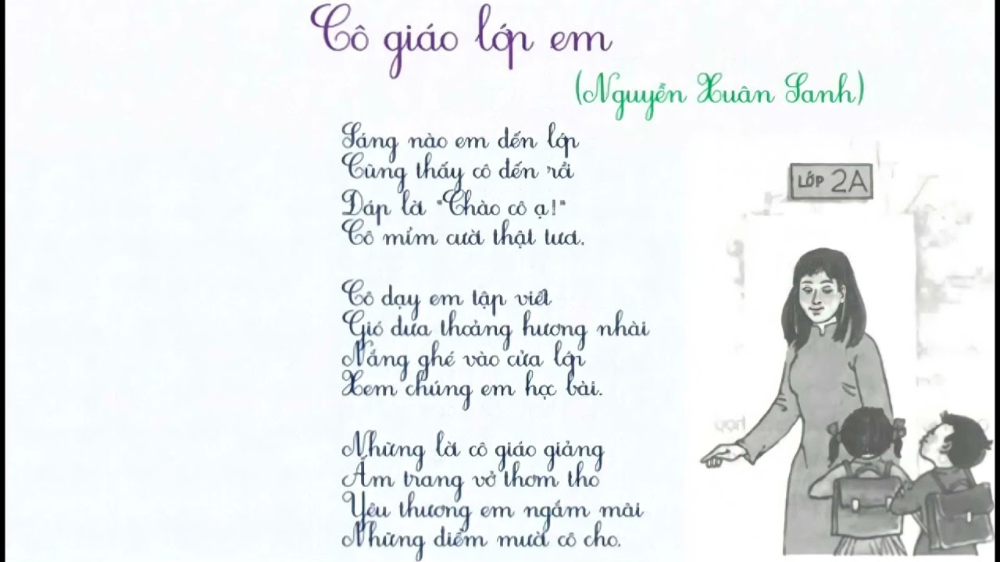 Cô giáo lớp em
(Nguyễn Xuân Sanh)
Sáng nào em đến lớp
Cũng thấy cô đến rồi
Đáp lời "Chào cô ạ!"
Cô mỉm cười thật tươi.
Cô dạy em tập viết
Gió đưa thoảng hương nhài
Nắng ghé vào cửa lớp
Xem chúng em học bài.
Những lời cô giáo giảng
Ấm trang vở thơm tho
Yêu thương em ngắm mãi
Những điểm mười cô cho.
LỚP 2A